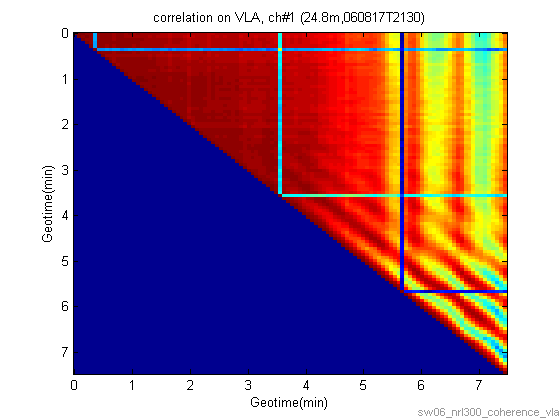 correlation on VLA, ch#1 (24.8m,060817T2130)
0
1
2
3
4
5
6
7
Geotime(min)
0 1 2 3 4 5 6 7
Geotime(min)
sw06_nrl300_coherence_vla